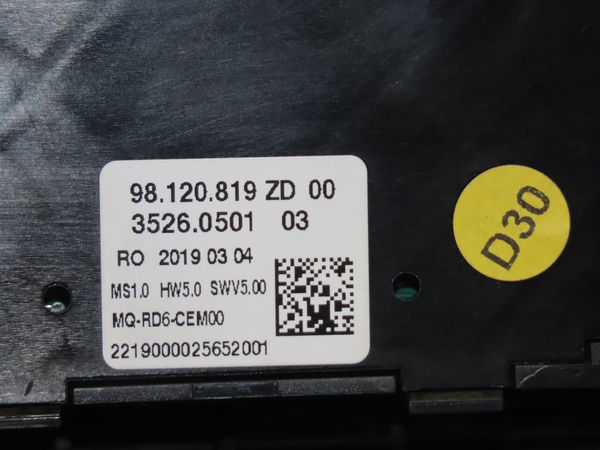 98.120.819 ZD 00
3526.0501 03
RO 2019 03 04
MS1.0 HW5.0 SWV5.00
MQ-RD6-CEM00
2219000025652001
D30